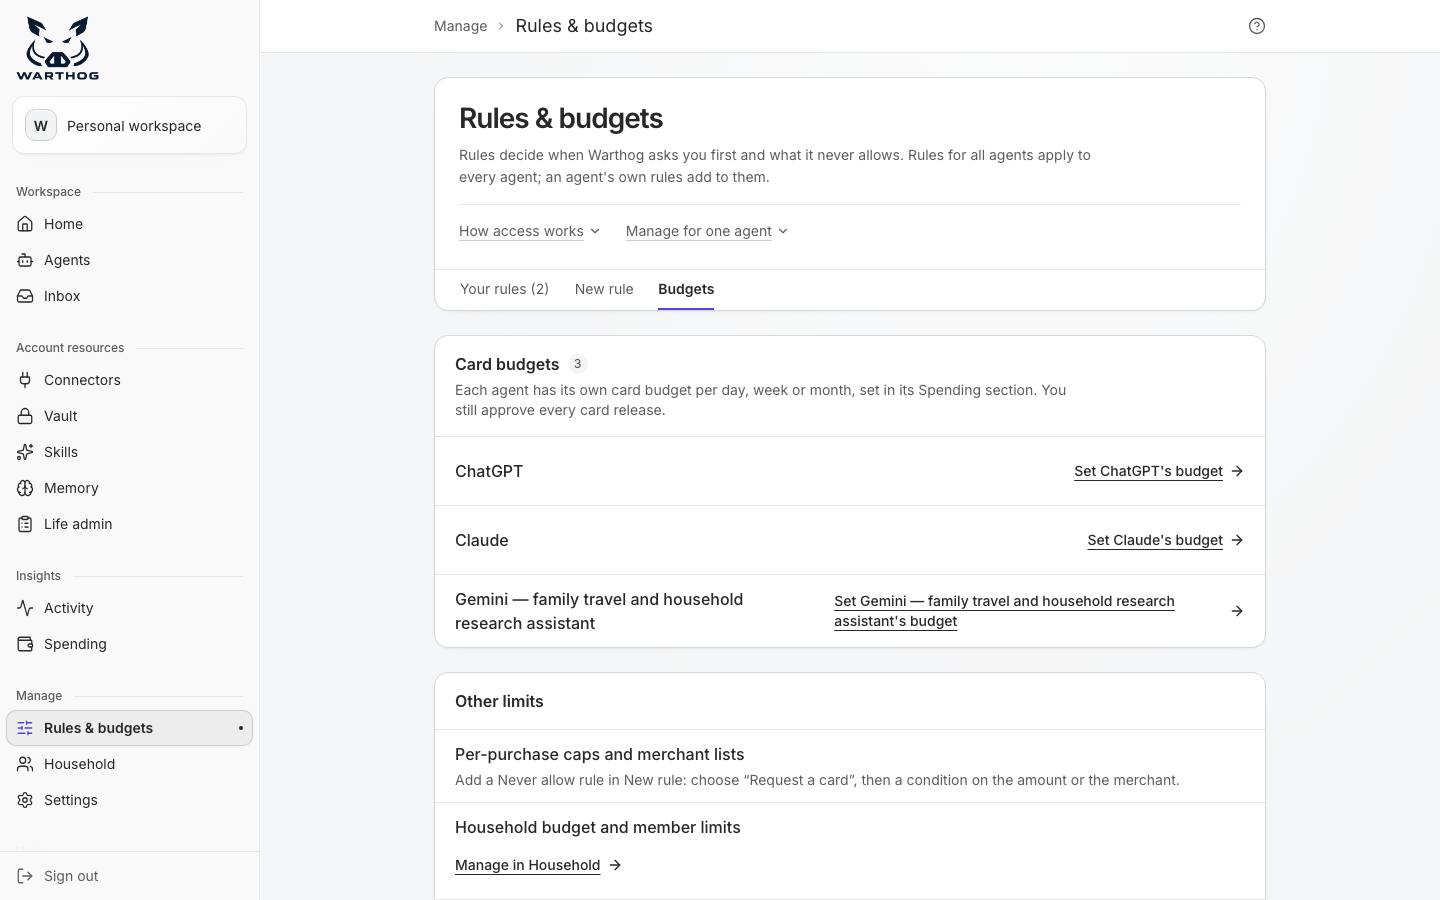 WARTHOG
W Personal workspace
Workspace
Home
Agents
Inbox
Account resources
Connectors
Vault
Skills
Memory
Life admin
Insights
Activity
Spending
Manage
Rules & budgets
Household
Settings
Sign out
Manage Rules & budgets
Rules & budgets
Rules decide when Warthog asks you first and what it never allows. Rules for all agents apply to
every agent; an agent's own rules add to them.
How access works Manage for one agent
Your rules (2) New rule Budgets
Card budgets 3
Each agent has its own card budget per day, week or month, set in its Spending section. You
still approve every card release.
ChatGPT Set ChatGPT's budget
Claude Set Claude's budget
Gemini — family travel and household
research assistant
Set Gemini — family travel and household research
assistant's budget
Other limits
Per-purchase caps and merchant lists
Add a Never allow rule in New rule: choose “Request a card”, then a condition on the amount or the merchant.
Household budget and member limits
Manage in Household